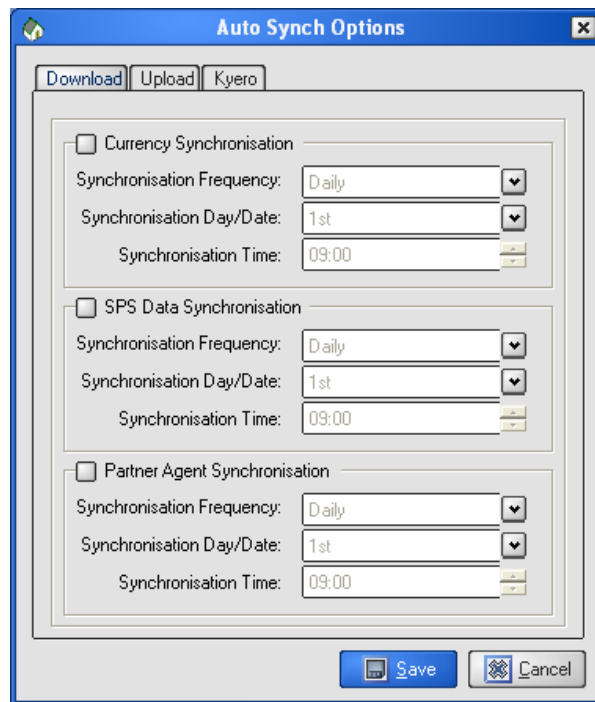 Auto Synch Options
Download Upload Kyero
Currency Synchronisation
Synchronisation Frequency: Daily
Synchronisation Day/Date: 1st
Synchronisation Time: 09:00
SPS Data Synchronisation
Synchronisation Frequency: Daily
Synchronisation Day/Date: 1st
Synchronisation Time: 09:00
Partner Agent Synchronisation
Synchronisation Frequency: Daily
Synchronisation Day/Date: 1st
Synchronisation Time: 09:00
Save Cancel